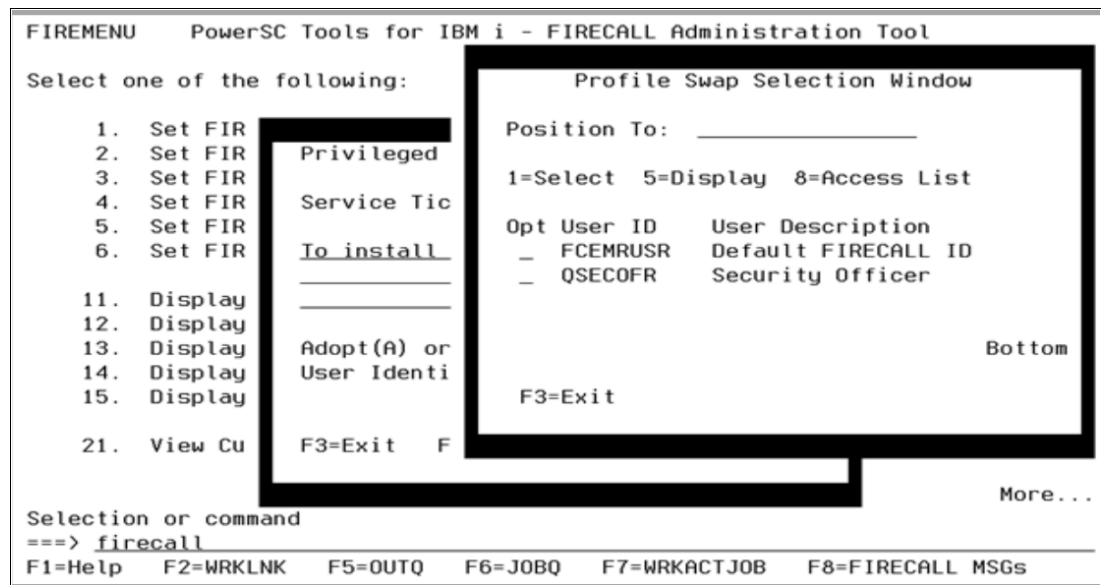 FIREMENU PowerSC Tools for IBM i - FIRECALL Administration Tool
Select one of the following:
1. Set FIR
2. Set FIR
3. Set FIR
4. Set FIR
5. Set FIR
6. Set FIR
11. Display
12. Display
13. Display
14. Display
15. Display
21. View Cu
Privileged
Service Tic
To install
Adopt(A) or
User Identi
F3=Exit F
Profile Swap Selection Window
Position To:
1=Select 5=Display 8=Access List
Opt User ID User Description
FCEMRUSR Default FIRECALL ID
QSECOFR Security Officer
Bottom
F3=Exit
More...
Selection or command
===> firecall
F1=Help F2=WRKLNK F5=OUTQ F6=JOBQ F7=WRKACTJOB F8=FIRECALL MSGs